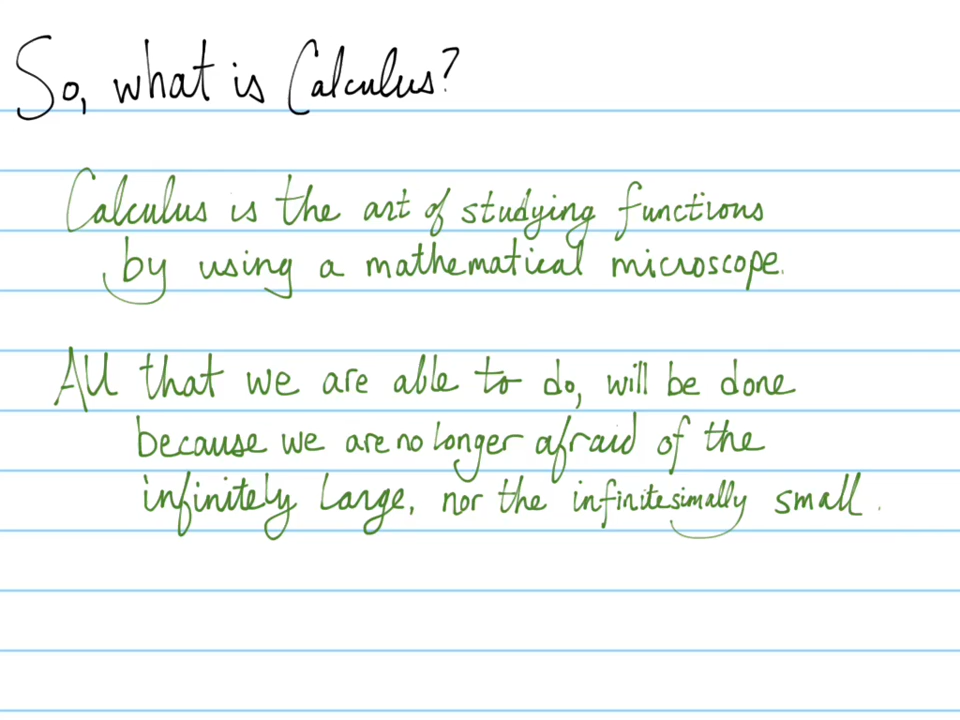 So, what is Calculus?
Calculus is the art of studying functions
by using a mathematical microscope.
All that we are able to do, will be done
because we are no longer afraid of the
infinitely large, nor the infinitesimally small.